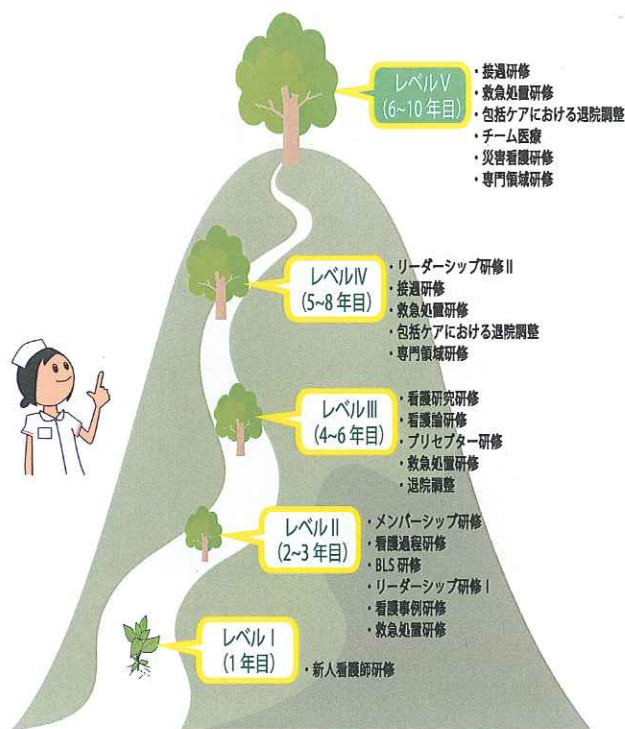 レベルⅤ
(6~10年目)
・接遇研修
・救急処置研修
・包括ケアにおける退院調整
・チーム医療
・災害看護研修
・専門領域研修
レベルⅣ
(5~8年目)
・リーダーシップ研修Ⅱ
・接遇研修
・救急処置研修
・包括ケアにおける退院調整
・専門領域研修
レベルⅢ
(4~6年目)
・看護研究研修
・看護論研修
・プリセプター研修
・救急処置研修
・退院調整
レベルⅡ
(2~3年目)
・メンバーシップ研修
・看護過程研修
・BLS研修
・リーダーシップ研修Ⅰ
・看護事例研修
・救急処置研修
レベルⅠ
(1年目)
・新人看護師研修